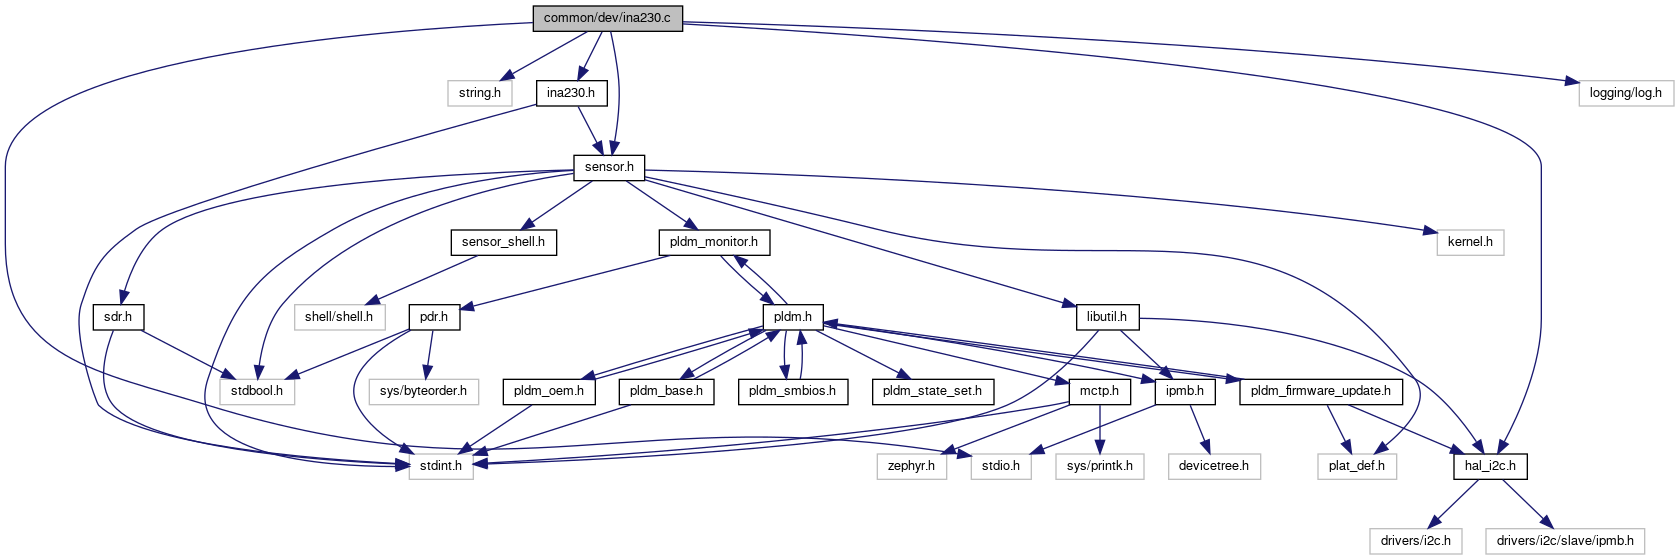 common/dev/ina230.c
string.h
ina230.h
logging/log.h
sensor.h
sensor_shell.h
pldm_monitor.h
kernel.h
sdr.h
shell/shell.h
pdr.h
pldm.h
libutil.h
stdbool.h
sys/byteorder.h
pldm_oem.h
pldm_base.h
pldm_smbios.h
pldm_state_set.h
mctp.h
ipmb.h
pldm_firmware_update.h
stdint.h
zephyr.h
stdio.h
sys/printk.h
devicetree.h
plat_def.h
hal_i2c.h
drivers/i2c.h
drivers/i2c/slave/ipmb.h